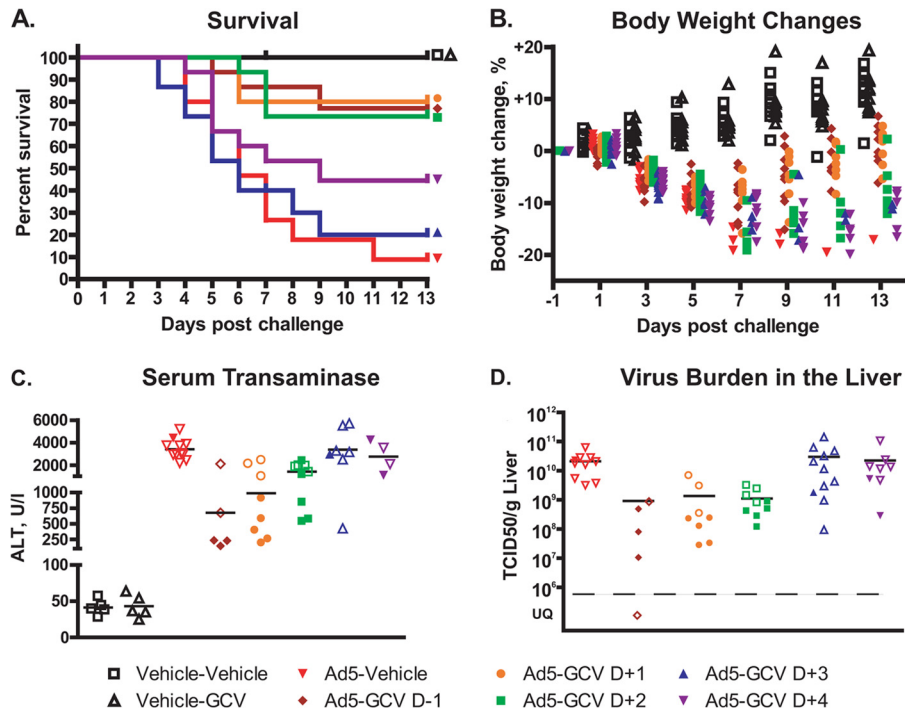 A.
Survival
Percent survival
100
90
80
70
60
50
40
30
20
10
0
0 1 2 3 4 5 6 7 8 9 10 11 12 13
Days post challenge
B.
Body Weight Changes
Body weight change, %
+20
+10
0
-10
-20
-1 1 3 5 7 9 11 13
Days post challenge
C.
Serum Transaminase
ALT, U/l
6000
4000
2000
1000
750
500
250
100
50
0
D.
Virus Burden in the Liver
TCID50/g Liver
10¹²
10¹¹
10¹⁰
10⁹
10⁸
10⁷
10⁶
UQ
Vehicle-Vehicle
Vehicle-GCV
Ad5-Vehicle
Ad5-GCV D-1
Ad5-GCV D+1
Ad5-GCV D+2
Ad5-GCV D+3
Ad5-GCV D+4